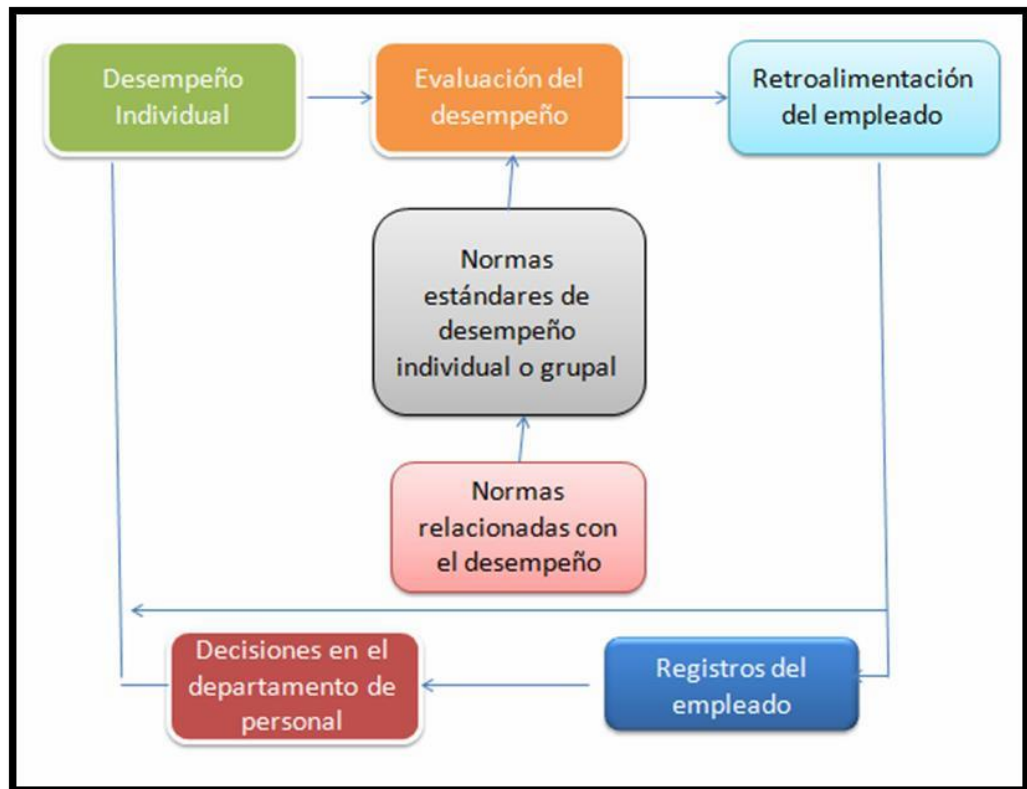 Desempeño
Individual
Evaluación del
desempeño
Retroalimentación
del empleado
Normas
estándares de
desempeño
individual o grupal
Normas
relacionadas con
el desempeño
Decisiones en el
departamento de
personal
Registros del
empleado